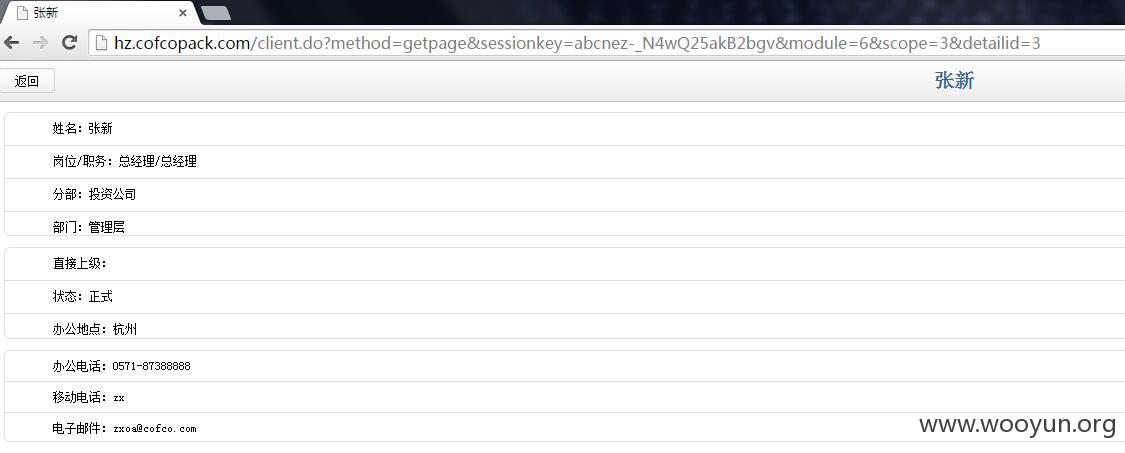 张新
hz.cofcopack.com/client.do?method=getpage&sessionkey=abcnez-_N4wQ25akB2bgv&module=6&scope=3&detailid=3
返回
张新
姓名：张新
岗位/职务：总经理/总经理
分部：投资公司
部门：管理层
直接上级：
状态：正式
办公地点：杭州
办公电话：0571-87388888
移动电话：zx
电子邮件：zxoa@cofco.com
www.wooyun.org